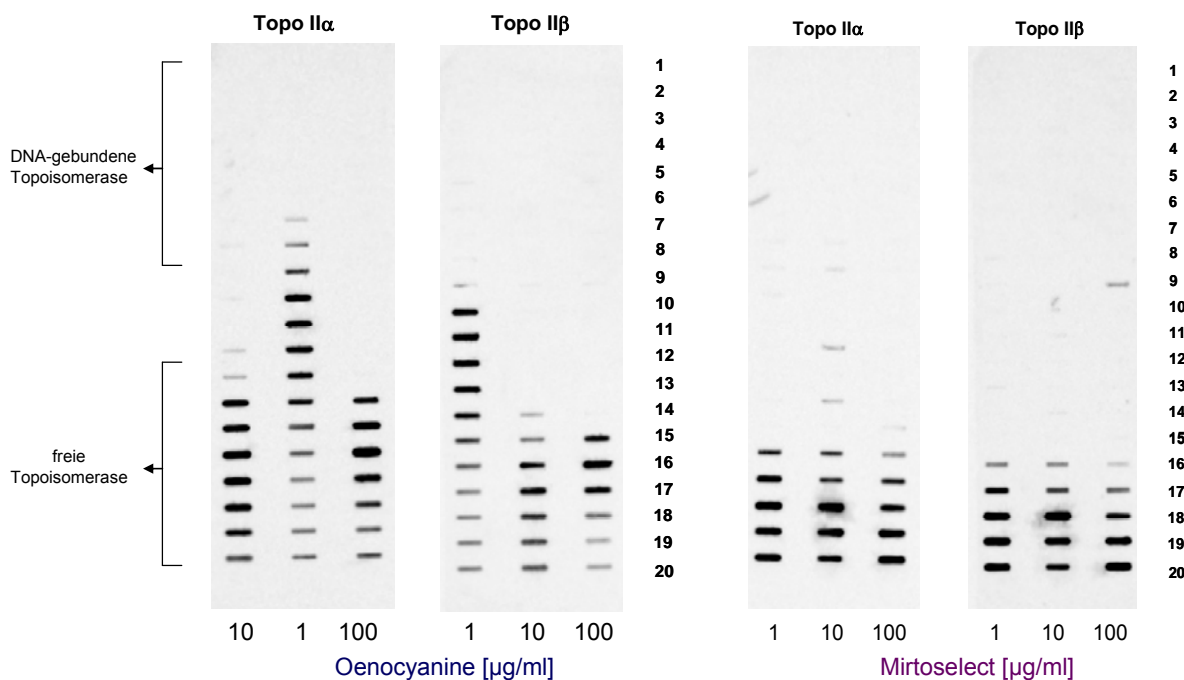 Topo IIα
Topo IIβ
Topo IIα
Topo IIβ
DNA-gebundene
Topoisomerase
freie
Topoisomerase
1
2
3
4
5
6
7
8
9
10
11
12
13
14
15
16
17
18
19
20
1
2
3
4
5
6
7
8
9
10
11
12
13
14
15
16
17
18
19
20
10 1 100
1 10 100
1 10 100
1 10 100
Oenocyanine [µg/ml]
Mirtoselect [µg/ml]